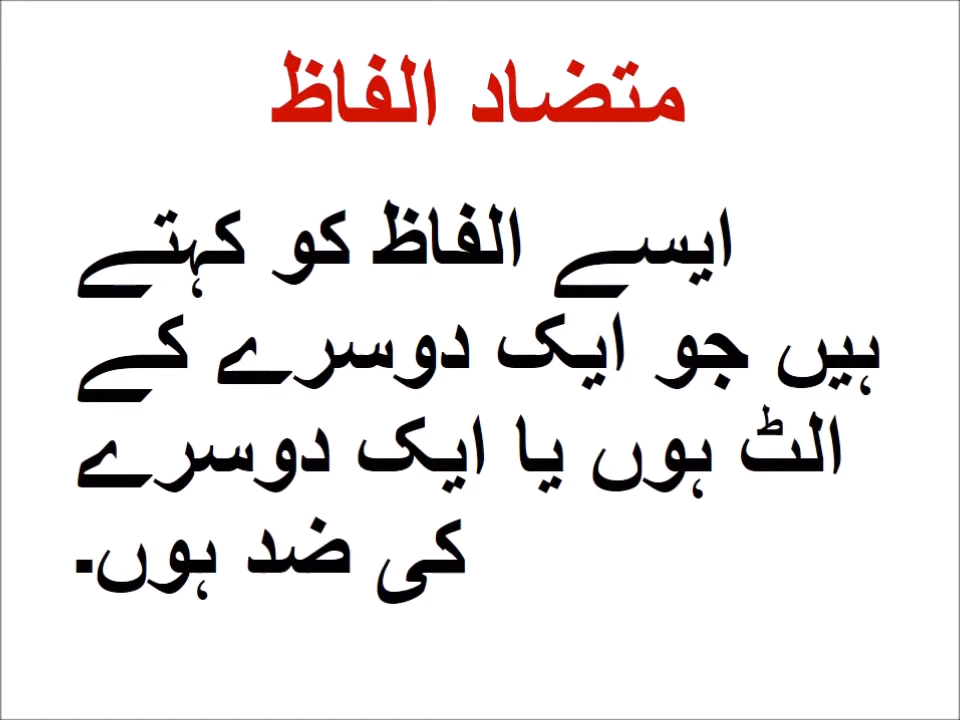 متضاد الفاظ
ایسے الفاظ کو کہتے
ہیں جو ایک دوسرے کے
الٹ ہوں یا ایک دوسرے
کی ضد ہوں۔